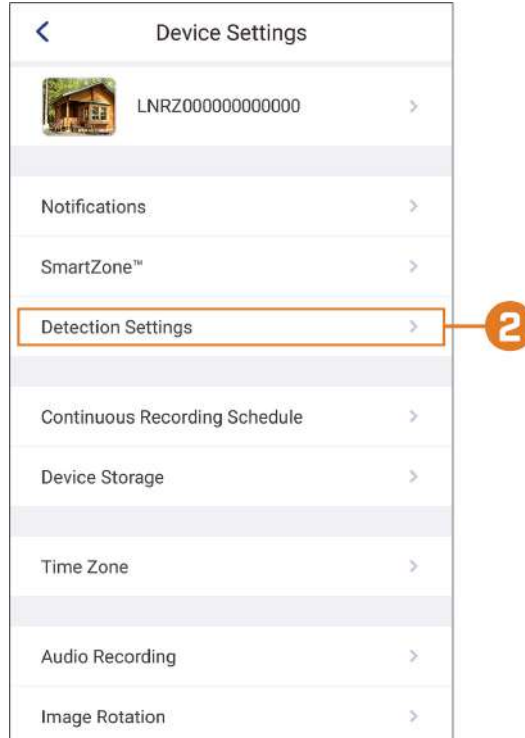 Device Settings
LNRZ000000000000
Notifications
SmartZone™
Detection Settings
2
Continuous Recording Schedule
Device Storage
Time Zone
Audio Recording
Image Rotation